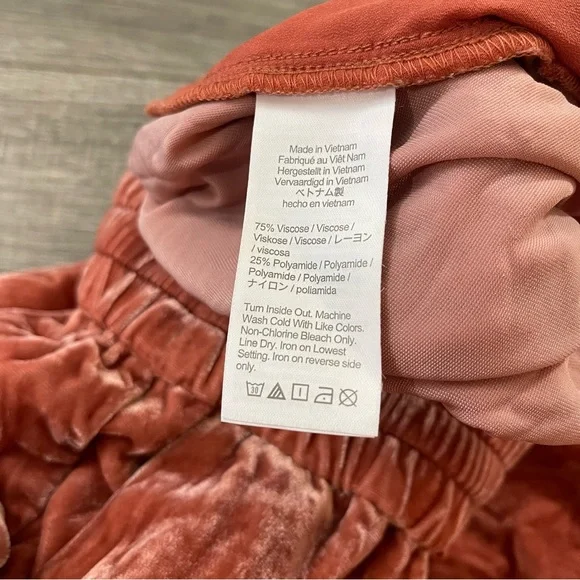 Made in Vietnam
Fabriqué au Viêt Nam
Hergestellt in Vietnam
Vervaardigd in Vietnam
ベトナム製
hecho en vietnam
75% Viscose / Viscose /
Viskose / Viscose / レーヨン
/ viscosa
25% Polyamide / Polyamide /
Polyamide / Polyamide /
ナイロン / poliamida
Turn Inside Out. Machine
Wash Cold With Like Colors.
Non-Chlorine Bleach Only.
Line Dry. Iron on Lowest
Setting. Iron on reverse side
only.
30